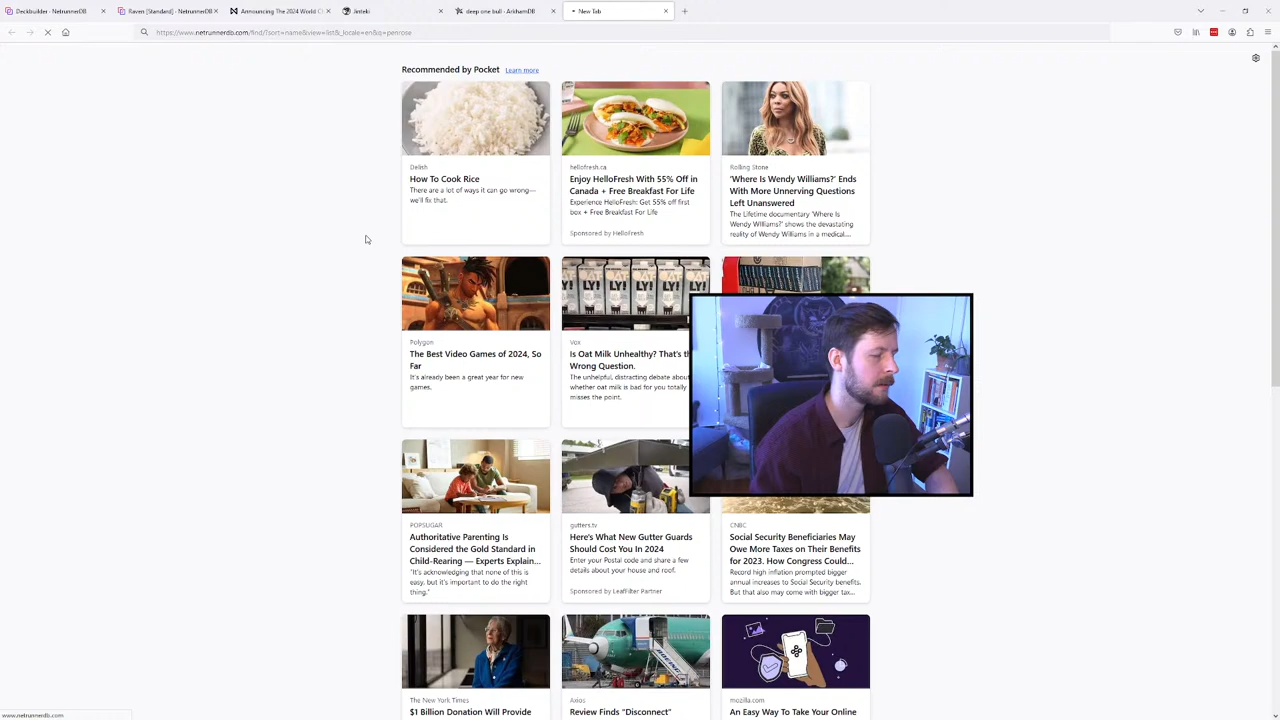 Deckbuilder · NetrunnerDB
Raven [Standard] · NetrunnerDB
Announcing The 2024 World Ch
Jinteki
deep one bull · ArkhamDB
New Tab
https://www.netrunnerdb.com/find/?sort=name&view=list&_locale=en&q=penrose
Recommended by Pocket
Learn more
Delish
How To Cook Rice
There are a lot of ways it can go wrong—
we'll fix that.
hellofresh.ca
Enjoy HelloFresh With 55% Off in
Canada + Free Breakfast For Life
Experience HelloFresh: Get 55% off first
box + Free Breakfast For Life
Sponsored by HelloFresh
Rolling Stone
'Where Is Wendy Williams?' Ends
With More Unnerving Questions
Left Unanswered
The Lifetime documentary 'Where Is
Wendy Williams?' shows the devastating
reality of Wendy Williams in a medical...
Polygon
The Best Video Games of 2024, So
Far
It's already been a great year for new
games.
OATLY!
Vox
Is Oat Milk Unhealthy? That's th
Wrong Question.
The unhelpful, distracting debate about
whether oat milk is bad for you totally
misses the point.
POPSUGAR
Authoritative Parenting Is
Considered the Gold Standard in
Child-Rearing — Experts Explain...
"It's acknowledging that none of this is
easy, but it's important to do the right
thing."
gutters.tv
Here's What New Gutter Guards
Should Cost You In 2024
Enter your Postal code and share a few
details about your house and roof.
Sponsored by LeafFilter Partner
CNBC
Social Security Beneficiaries May
Owe More Taxes on Their Benefits
for 2023. How Congress Could...
Record high inflation prompted bigger
annual increases to Social Security benefits.
But that also may come with bigger tax...
The New York Times
$1 Billion Donation Will Provide
Axios
Review Finds "Disconnect"
mozilla.com
An Easy Way To Take Your Online
www.netrunnerdb.com